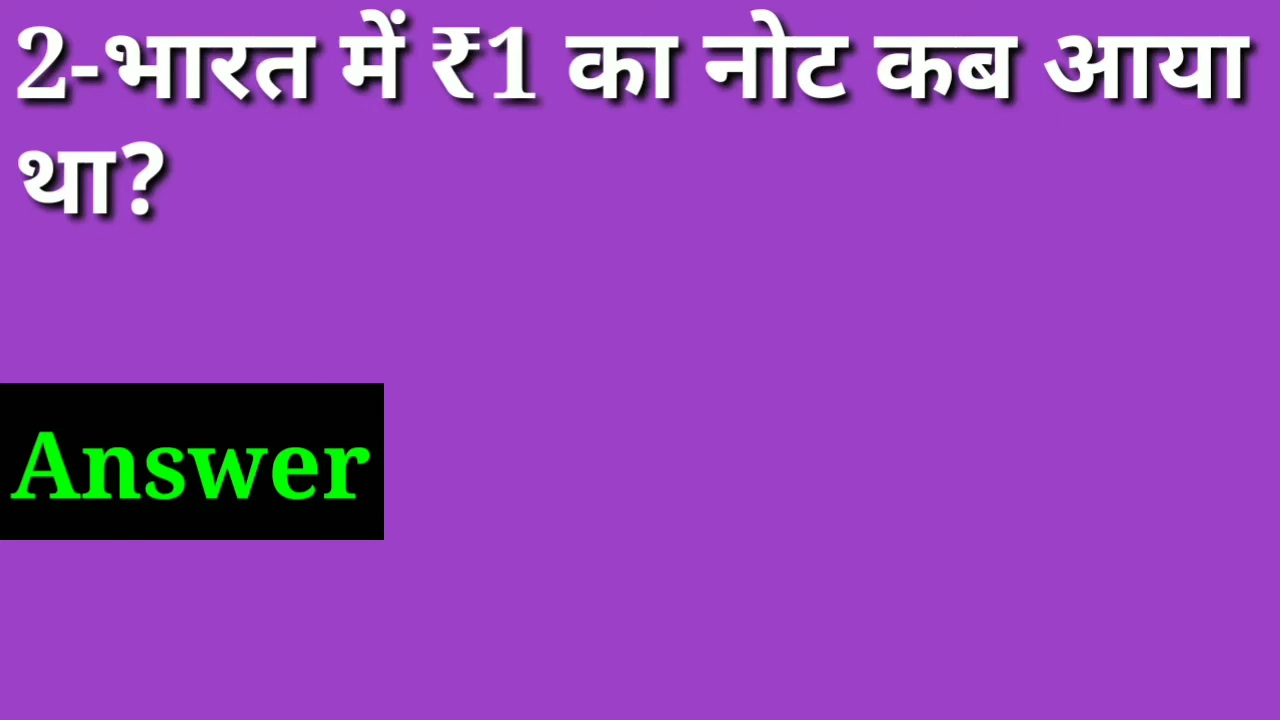 2-भारत में ₹1 का नोट कब आया
था?
Answer